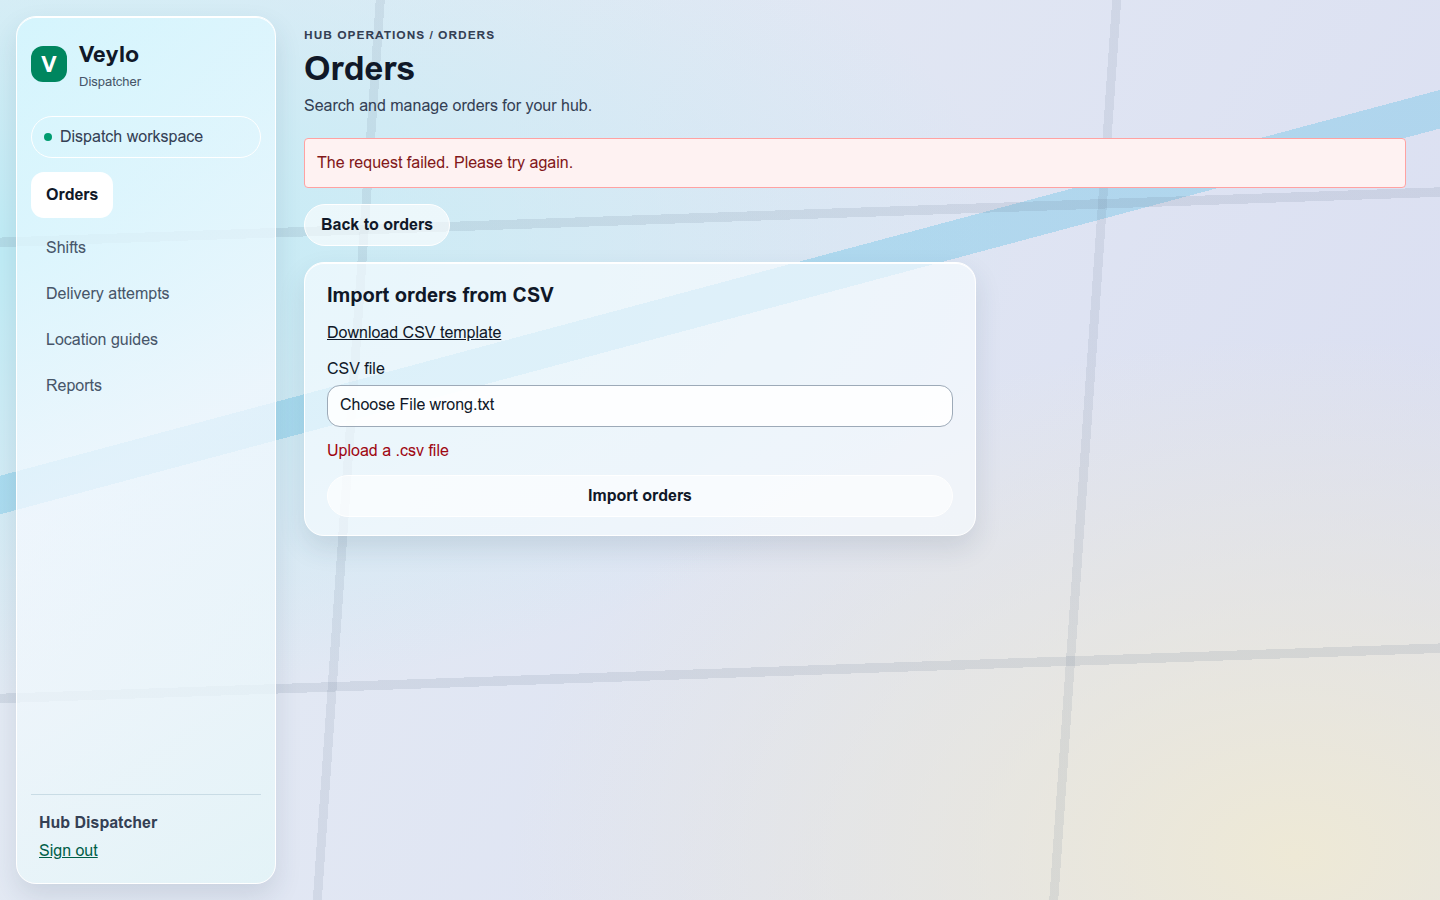 V
Veylo
Dispatcher
Dispatch workspace
Orders
Shifts
Delivery attempts
Location guides
Reports
Hub Dispatcher
Sign out
HUB OPERATIONS / ORDERS
Orders
Search and manage orders for your hub.
The request failed. Please try again.
Back to orders
Import orders from CSV
Download CSV template
CSV file
Choose File wrong.txt
Upload a .csv file
Import orders